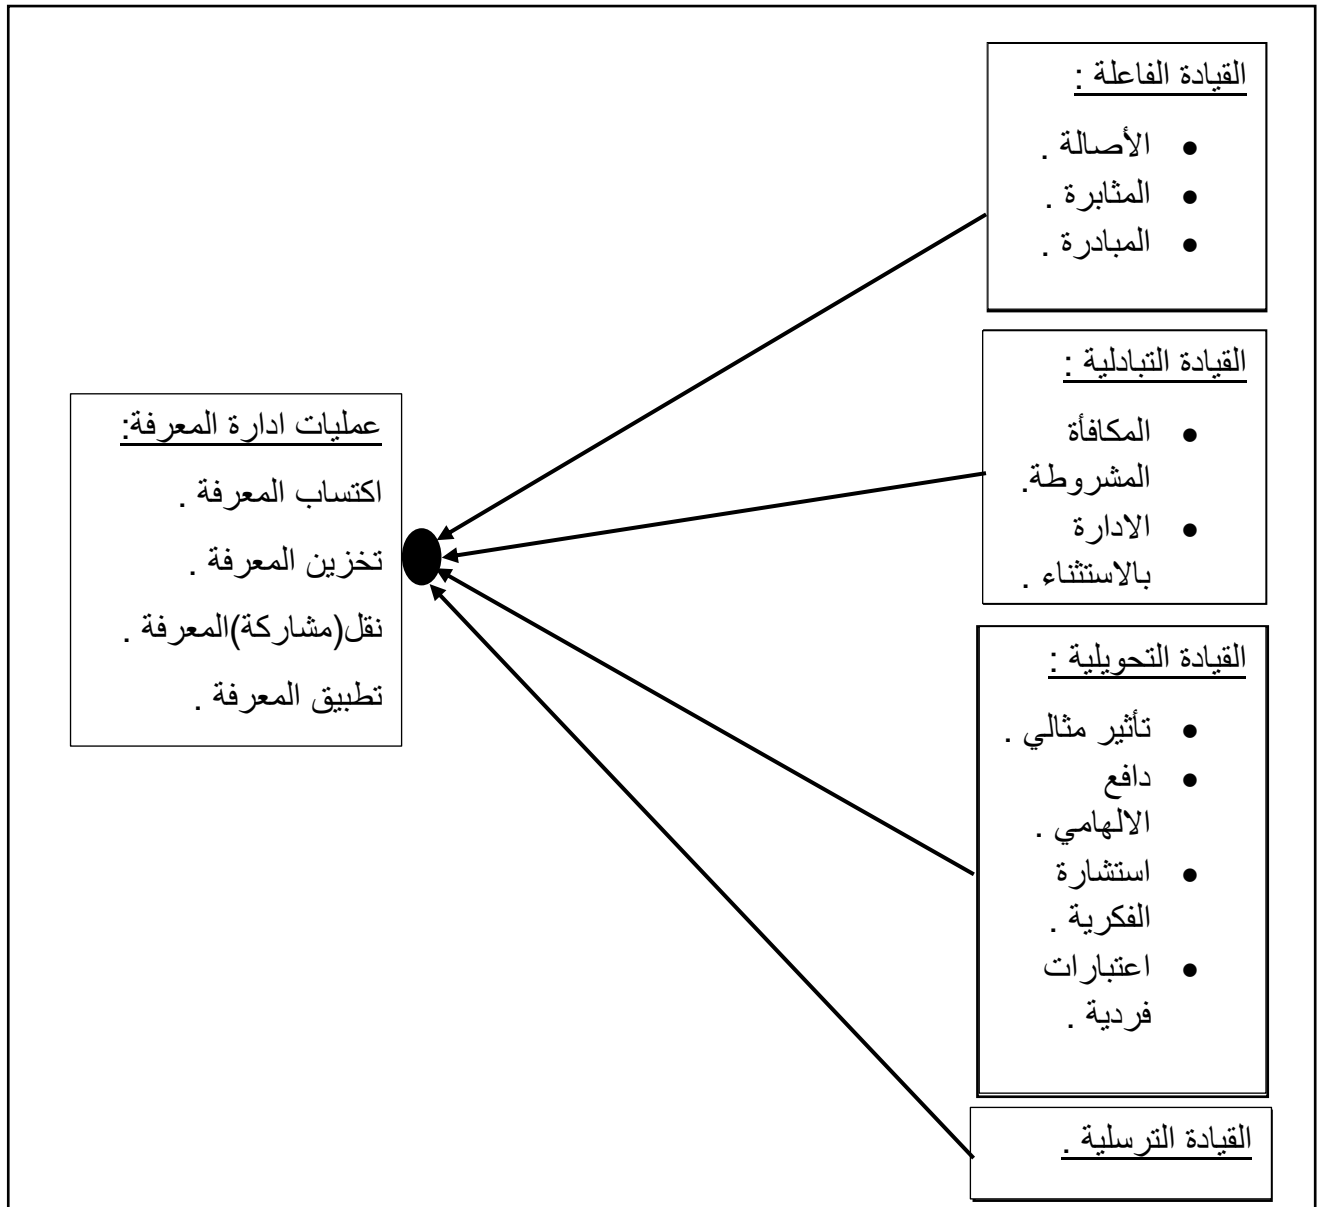 القيادة الفاعلة :
• الأصالة .
• المثابرة .
• المبادرة .
القيادة التبادلية :
• المكافأة
المشروطة.
• الادارة
بالاستثناء .
القيادة التحويلية :
• تأثير مثالي .
• دافع
الالهامي .
• استشارة
الفكرية .
• اعتبارات
فردية .
القيادة الترسلية .
عمليات ادارة المعرفة:
اكتساب المعرفة .
تخزين المعرفة .
نقل(مشاركة)المعرفة .
تطبيق المعرفة .